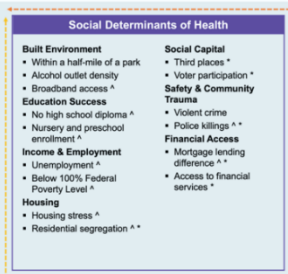 Social Determinants of Health
Built Environment
▪ Within a half-mile of a park
▪ Alcohol outlet density
▪ Broadband access ^
Education Success
▪ No high school diploma ^
▪ Nursery and preschool
enrollment ^
Income & Employment
▪ Unemployment ^
▪ Below 100% Federal
Poverty Level ^
Housing
▪ Housing stress ^
▪ Residential segregation ^ *
Social Capital
▪ Third places *
▪ Voter participation *
Safety & Community
Trauma
▪ Violent crime
▪ Police killings ^ *
Financial Access
▪ Mortgage lending
difference ^ *
▪ Access to financial
services *